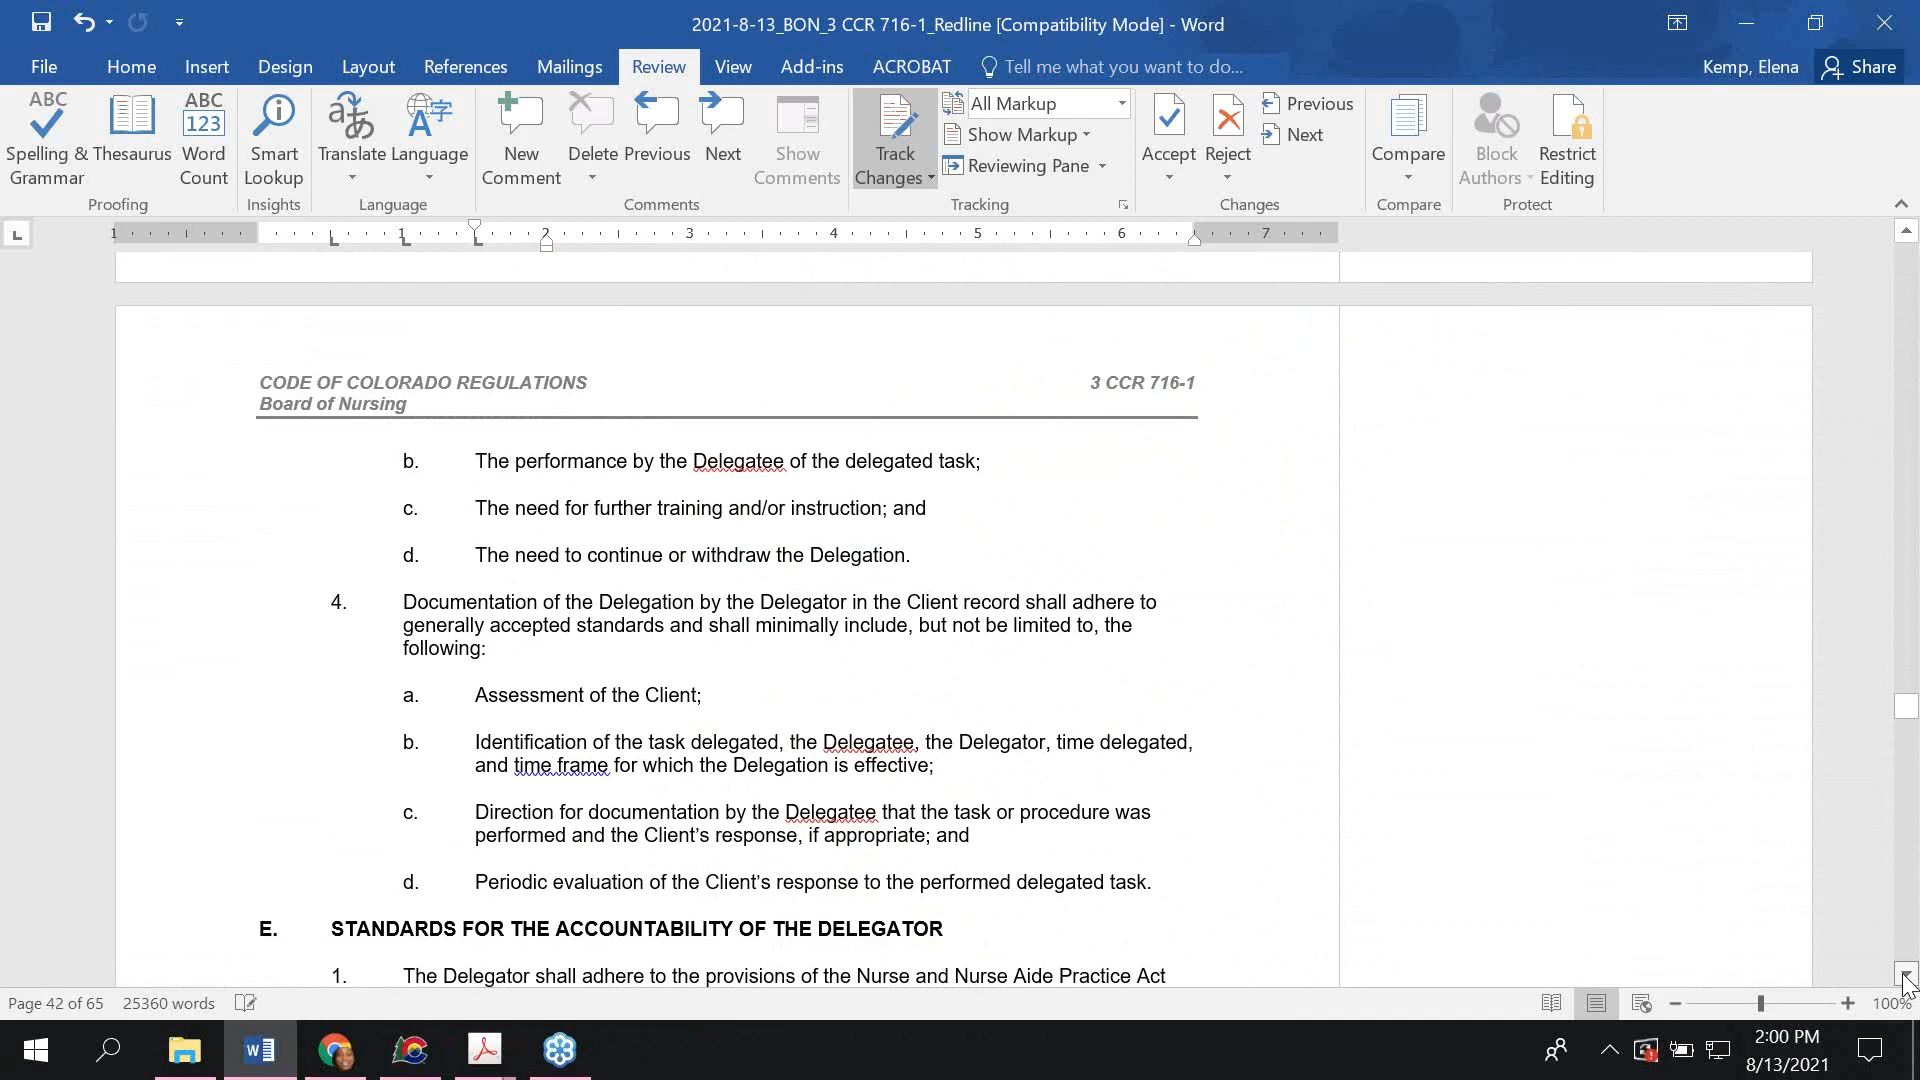 2021-8-13_BON_3 CCR 716-1_Redline [Compatibility Mode] - Word
File Home Insert Design Layout References Mailings Review View Add-ins ACROBAT Tell me what you want to do... Kemp, Elena Share
ABC ABC 123
Spelling & Grammar Thesaurus Word Count Smart Lookup Translate Language New Comment Delete Previous Next Show Comments Track Changes All Markup Show Markup Reviewing Pane Accept Reject Previous Next Compare Block Authors Restrict Editing
Proofing Insights Language Comments Tracking Changes Compare Protect
1 1 2 3 4 5 6 7
CODE OF COLORADO REGULATIONS 3 CCR 716-1
Board of Nursing
b. The performance by the Delegatee of the delegated task;
c. The need for further training and/or instruction; and
d. The need to continue or withdraw the Delegation.
4. Documentation of the Delegation by the Delegator in the Client record shall adhere to
generally accepted standards and shall minimally include, but not be limited to, the
following:
a. Assessment of the Client;
b. Identification of the task delegated, the Delegatee, the Delegator, time delegated,
and time frame for which the Delegation is effective;
c. Direction for documentation by the Delegatee that the task or procedure was
performed and the Client's response, if appropriate; and
d. Periodic evaluation of the Client's response to the performed delegated task.
E. STANDARDS FOR THE ACCOUNTABILITY OF THE DELEGATOR
1. The Delegator shall adhere to the provisions of the Nurse and Nurse Aide Practice Act
Page 42 of 65 25360 words 100%
2:00 PM
8/13/2021